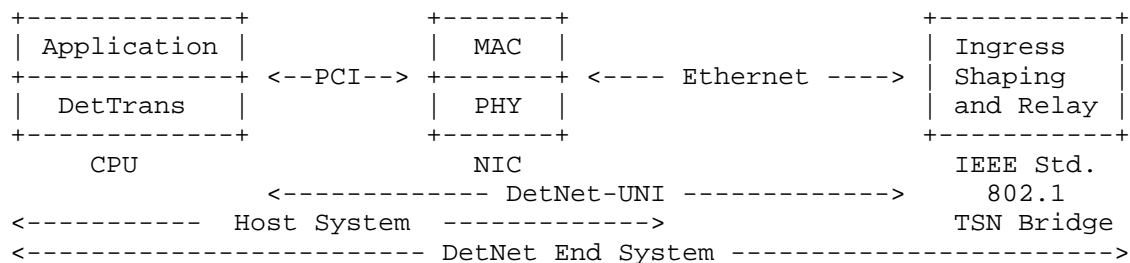 +-------------+             +-------+                          +-----------+
| Application |             |  MAC  |                          | Ingress   |
+-------------+ <--PCI--> +-------+ <---- Ethernet ----> | Shaping   |
|  DetTrans   |             |  PHY  |                          | and Relay |
+-------------+             +-------+                          +-----------+
CPU NIC IEEE Std.
<------------- DetNet-UNI -------------> 802.1
<----------- Host System -------------> TSN Bridge
<------------------------- DetNet End System ------------------------>